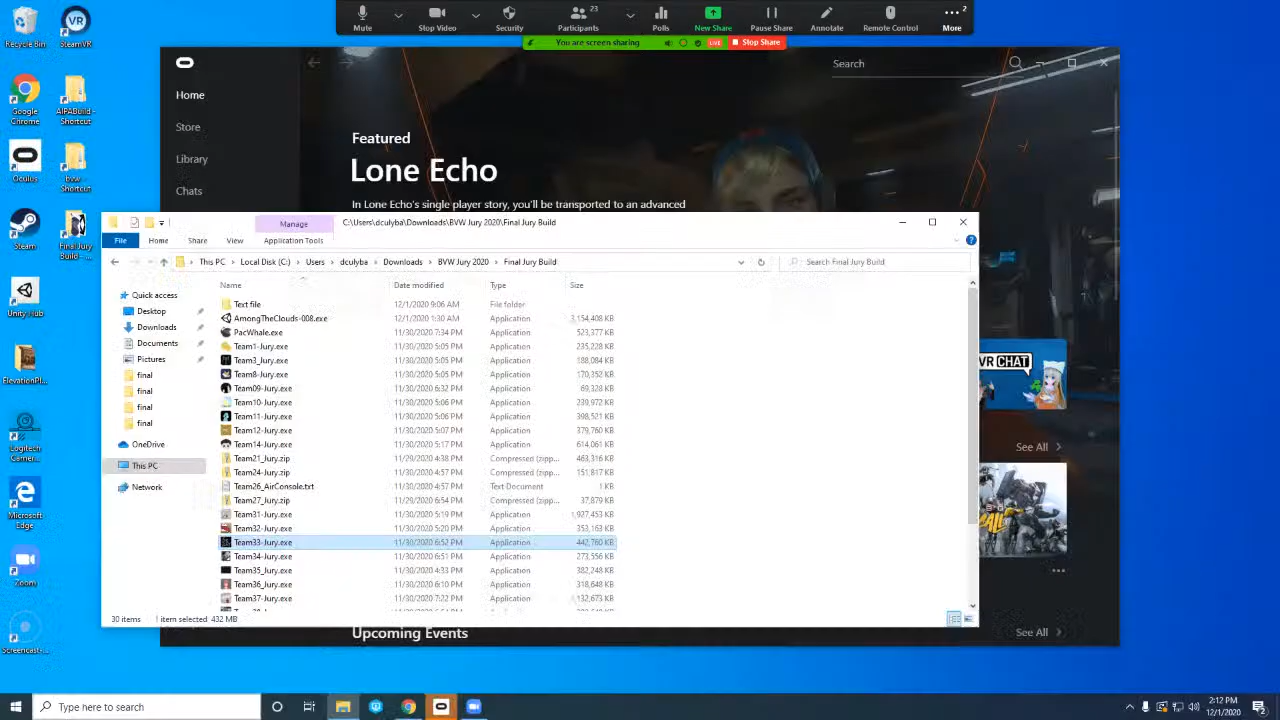 23
2
Mute
Stop Video
Security
Participants
Polls
New Share
Pause Share
Annotate
Remote Control
More
You are screen sharing
LIVE
Stop Share
Recycle Bin
SteamVR
Google Chrome
AIPABuild - Shortcut
Oculus
bvw - Shortcut
Steam
Final Jury Build - ...
Unity Hub
ElevationPl...
Logitech Camer...
Microsoft Edge
Zoom
Screencast-...
Search
Home
Store
Library
Chats
Featured
Lone Echo
In Lone Echo's single player story, you'll be transported to an advanced
Manage
C:\Users\dculyba\Downloads\BVW Jury 2020\Final Jury Build
File
Home
Share
View
Application Tools
This PC
Local Disk (C:)
Users
dculyba
Downloads
BVW Jury 2020
Final Jury Build
Search Final Jury Build
Quick access
Desktop
Downloads
Documents
Pictures
final
final
final
final
OneDrive
This PC
Network
Name Date modified Type Size
Text file 12/1/2020 9:06 AM File folder
AmongTheClouds-008.exe 12/1/2020 1:30 AM Application 3,154,408 KB
PacWhale.exe 11/30/2020 7:34 PM Application 523,377 KB
Team1-Jury.exe 11/30/2020 5:05 PM Application 235,228 KB
Team3_Jury.exe 11/30/2020 5:05 PM Application 188,084 KB
Team8-Jury.exe 11/30/2020 5:05 PM Application 170,352 KB
Team09-Jury.exe 11/30/2020 6:32 PM Application 69,328 KB
Team10-Jury.exe 11/30/2020 5:06 PM Application 239,972 KB
Team11-Jury.exe 11/30/2020 5:06 PM Application 398,521 KB
Team12-Jury.exe 11/30/2020 5:07 PM Application 379,760 KB
Team14-Jury.exe 11/30/2020 5:17 PM Application 614,061 KB
Team21_Jury.zip 11/29/2020 4:38 PM Compressed (zipp... 463,316 KB
Team24-Jury.zip 11/30/2020 4:57 PM Compressed (zipp... 151,817 KB
Team26_AirConsole.txt 11/30/2020 4:57 PM Text Document 1 KB
Team27_Jury.zip 11/29/2020 6:54 PM Compressed (zipp... 37,879 KB
Team31-Jury.exe 11/30/2020 5:19 PM Application 1,927,453 KB
Team32-Jury.exe 11/30/2020 5:20 PM Application 353,163 KB
Team33-Jury.exe 11/30/2020 6:52 PM Application 442,760 KB
Team34-Jury.exe 11/30/2020 6:51 PM Application 273,556 KB
Team35_Jury.exe 11/30/2020 4:33 PM Application 382,248 KB
Team36_Jury.exe 11/30/2020 6:10 PM Application 318,648 KB
Team37-Jury.exe 11/30/2020 7:22 PM Application 1,132,673 KB
30 items 1 item selected 432 MB
VR CHAT
See All
See All
Upcoming Events
Type here to search
2:12 PM
12/1/2020
2